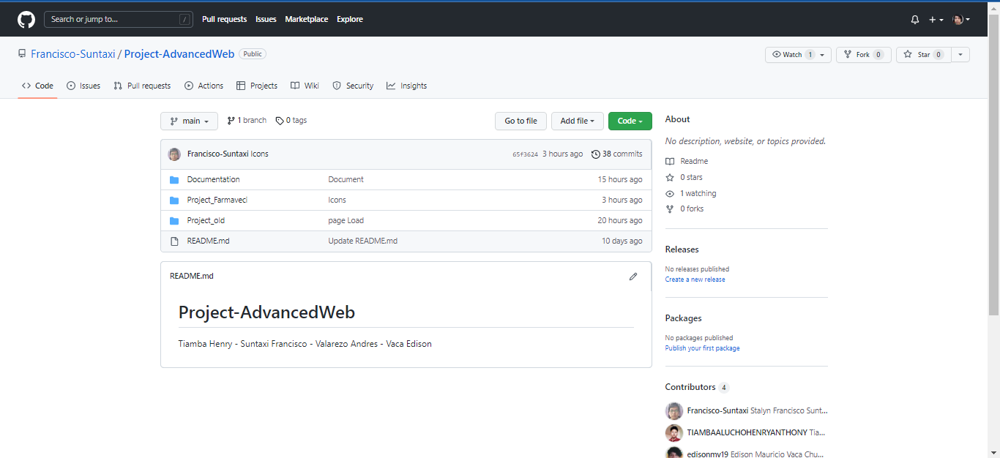 Search or jump to... /
Pull requests Issues Marketplace Explore
Francisco-Suntaxi / Project-AdvancedWeb Public
Watch 1 Fork 0 Star 0
Code Issues Pull requests Actions Projects Wiki Security Insights
main 1 branch 0 tags
Go to file Add file Code
Francisco-Suntaxi Icons 65f3624 3 hours ago 38 commits
Documentation Document 15 hours ago
Project_Farmaveci Icons 3 hours ago
Project_old page Load 20 hours ago
README.md Update README.md 10 days ago
README.md
Project-AdvancedWeb
Tiamba Henry - Suntaxi Francisco - Valarezo Andres - Vaca Edison
About
No description, website, or topics provided.
Readme
0 stars
1 watching
0 forks
Releases
No releases published
Create a new release
Packages
No packages published
Publish your first package
Contributors 4
Francisco-Suntaxi Stalyn Francisco Sunt...
TIAMBAALUCHOHENRYANTHONY Tia...
edisonmv19 Edison Mauricio Vaca Chu...